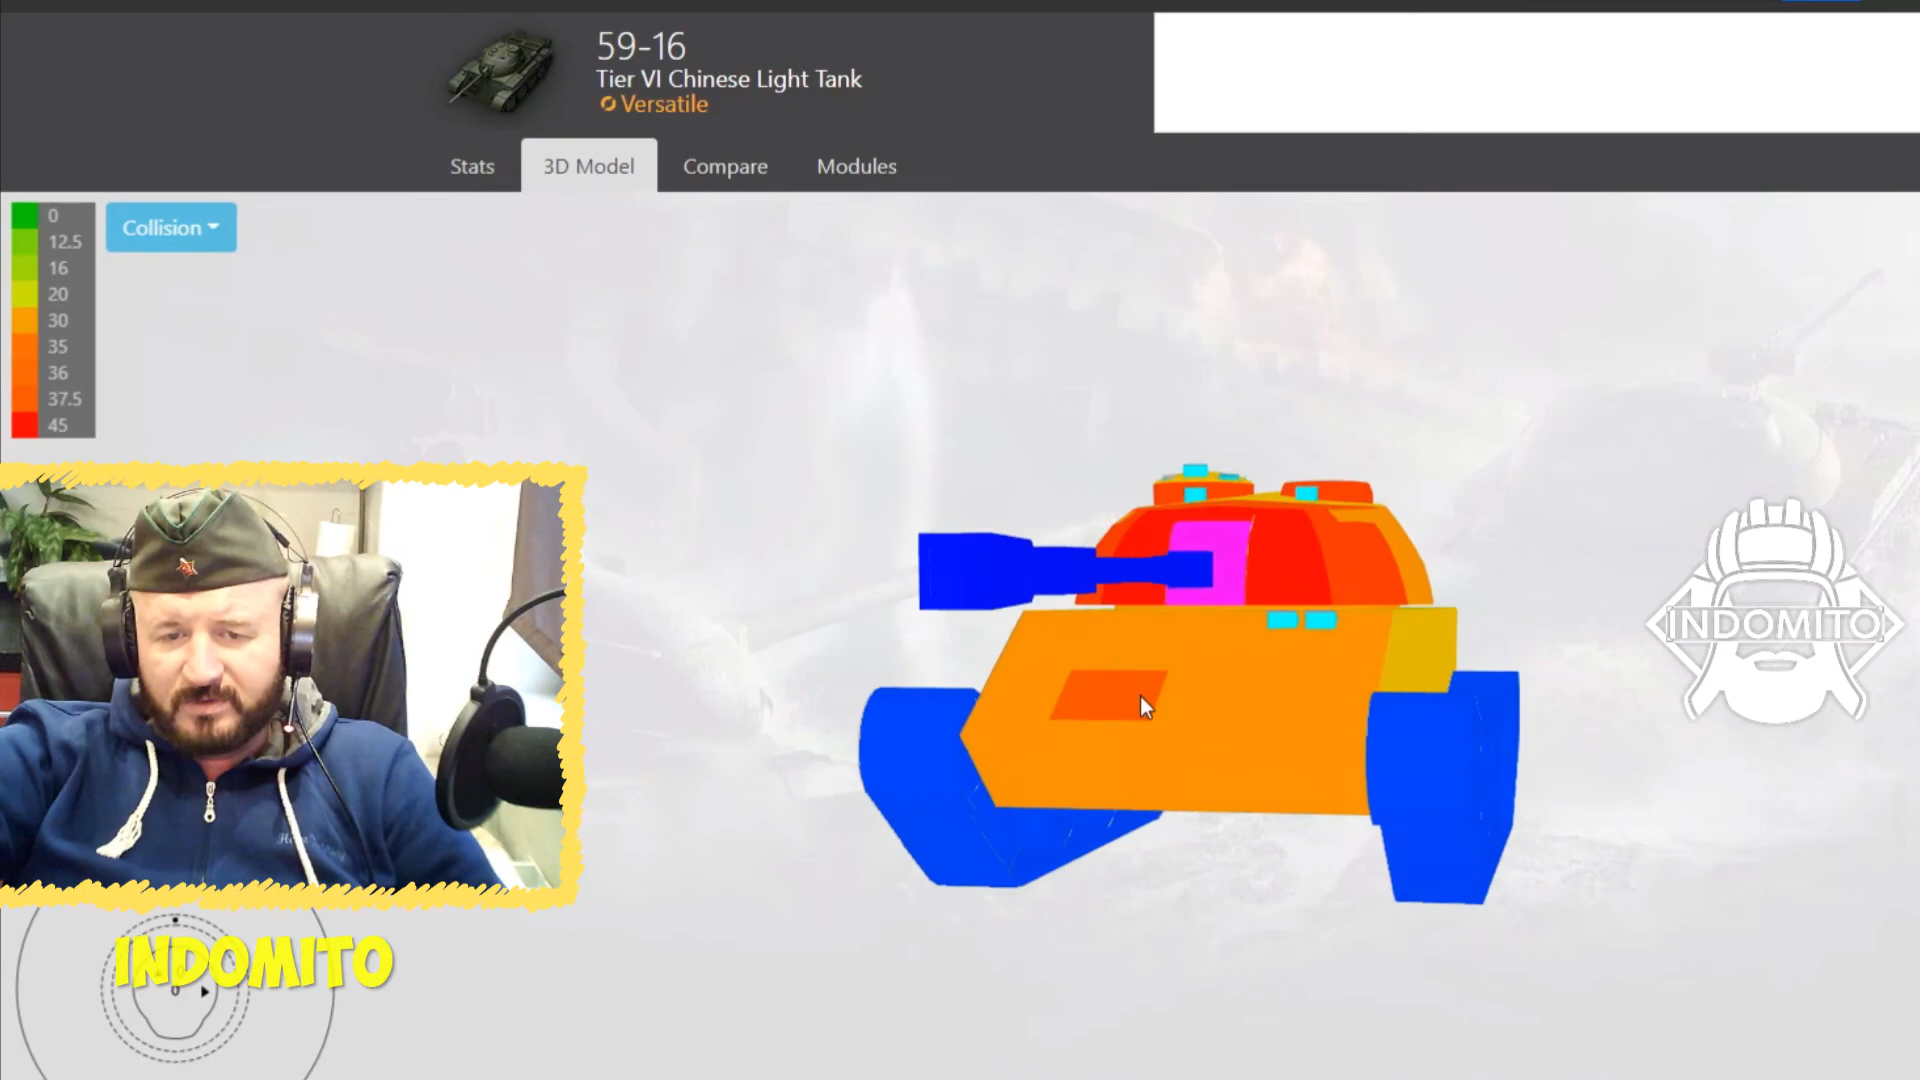 59-16
Tier VI Chinese Light Tank
Versatile
Stats
3D Model
Compare
Modules
0
12.5
16
20
30
35
36
37.5
45
Collision
INDOMITO
INDOMITO
0